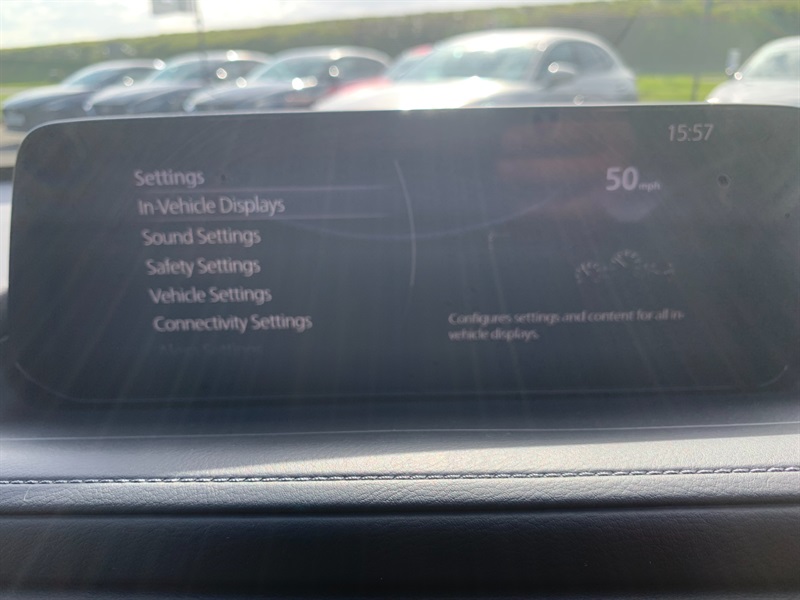 15:57
Settings
50 mph
In-Vehicle Displays
Sound Settings
Safety Settings
Vehicle Settings
Connectivity Settings
Configures settings and content for all in-
vehicle displays.